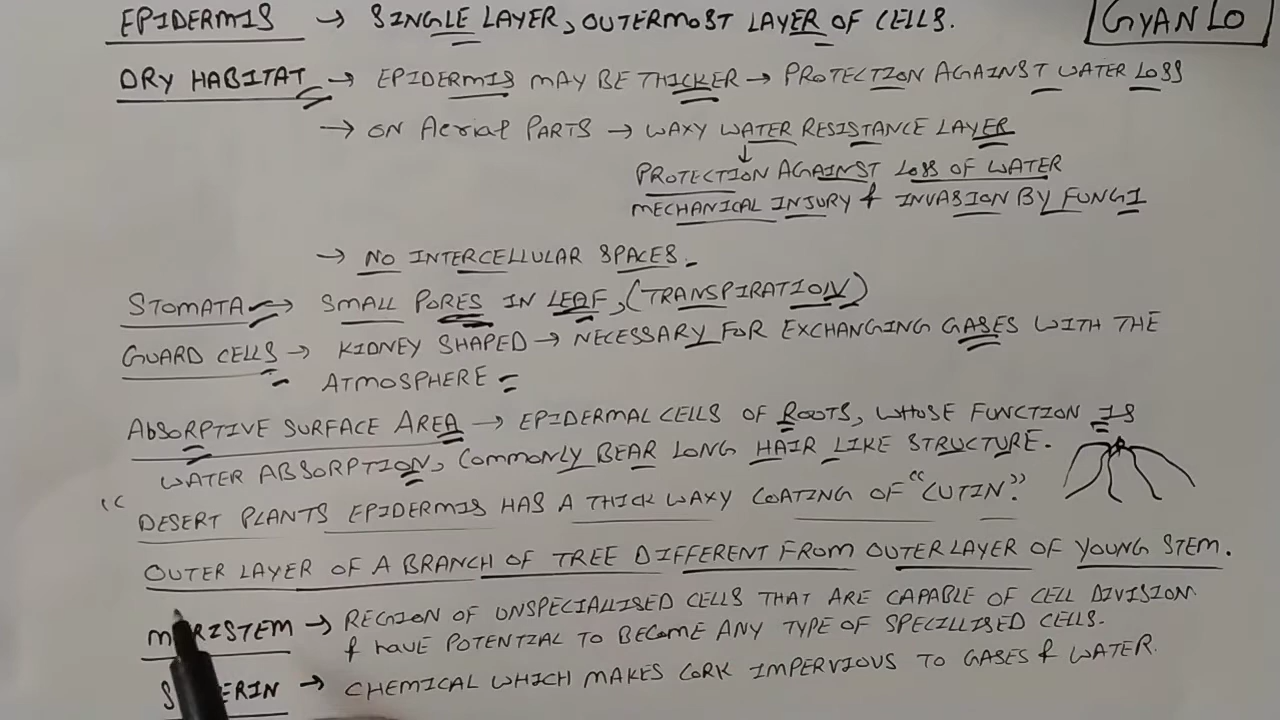 EPIDERMIS → SINGLE LAYER, OUTERMOST LAYER OF CELLS.
GYAN LO
DRY HABITAT → EPIDERMIS MAY BE THICKER → PROTECTION AGAINST WATER LOSS
→ ON Aerial PARTS → WAXY WATER RESISTANCE LAYER
↓
PROTECTION AGAINST LOSS OF WATER
MECHANICAL INJURY & INVASION BY FUNGI
→ NO INTERCELLULAR SPACES.
STOMATA → SMALL PORES IN LEAF, (TRANSPIRATION)
GUARD CELLS → KIDNEY SHAPED → NECESSARY FOR EXCHANGING GASES WITH THE
ATMOSPHERE
ABSORPTIVE SURFACE AREA → EPIDERMAL CELLS OF ROOTS, WHOSE FUNCTION IS
WATER ABSORPTION, COMMONLY BEAR LONG HAIR LIKE STRUCTURE.
“ DESERT PLANTS EPIDERMIS HAS A THICK WAXY COATING OF “CUTIN”.
OUTER LAYER OF A BRANCH OF TREE DIFFERENT FROM OUTER LAYER OF YOUNG STEM.
→ REGION OF UNSPECIALISED CELLS THAT ARE CAPABLE OF CELL DIVISION
& have POTENTIAL TO BECOME ANY TYPE OF SPECILLISED CELLS.
→ CHEMICAL WHICH MAKES CORK IMPERVIOUS TO GASES & WATER.